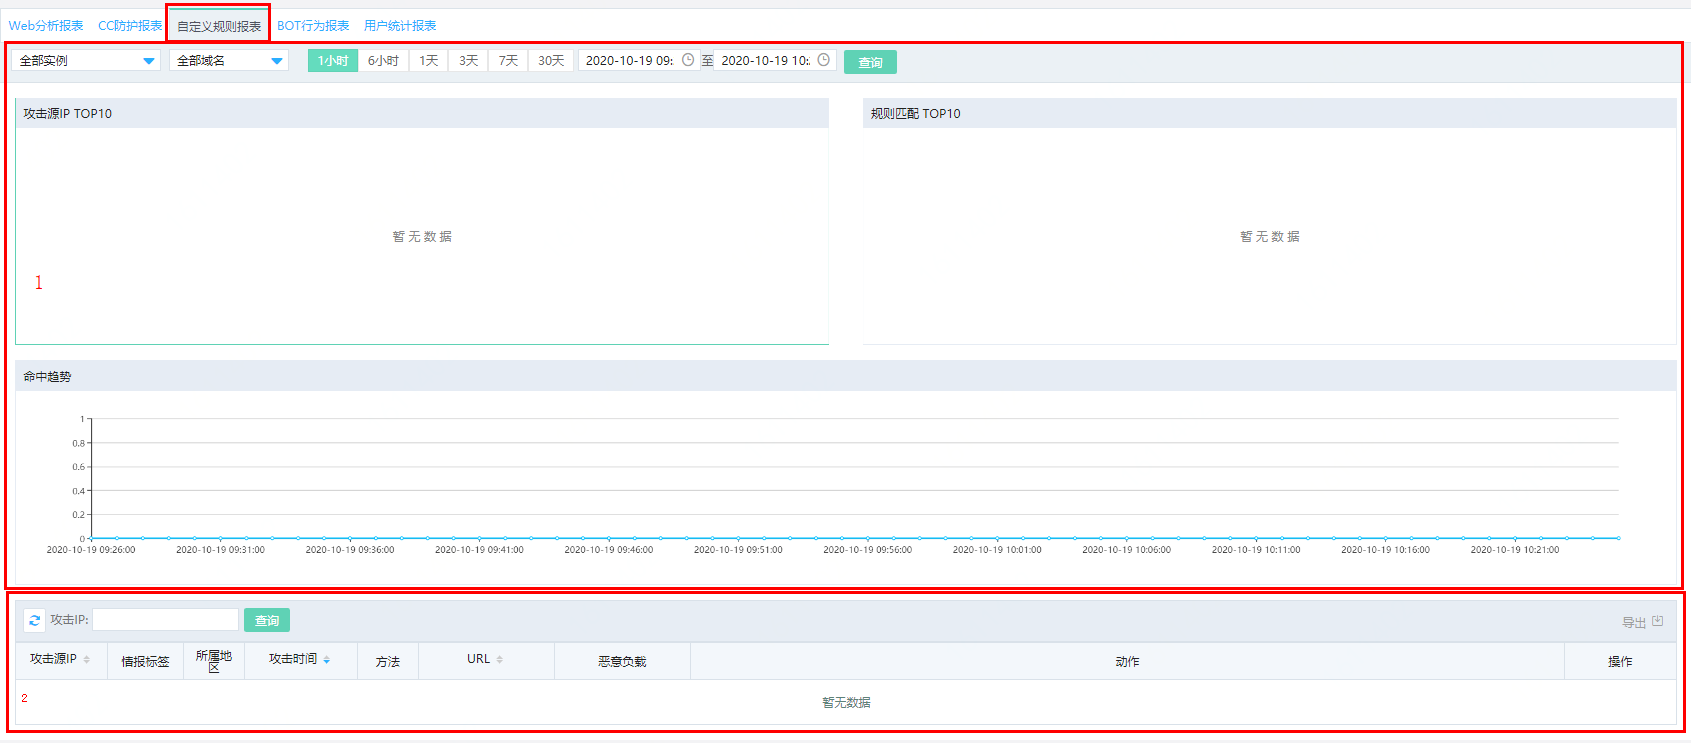 Web分析报表 CC防护报表 自定义规则报表 BOT行为报表 用户统计报表
全部实例 全部域名 1小时 6小时 1天 3天 7天 30天 2020-10-19 09: 至 2020-10-19 10: 查询
攻击源IP TOP10 规则匹配 TOP10
暂无数据 暂无数据
1
命中趋势
1
0.8
0.6
0.4
0.2
0
2020-10-19 09:26:00 2020-10-19 09:31:00 2020-10-19 09:36:00 2020-10-19 09:41:00 2020-10-19 09:46:00 2020-10-19 09:51:00 2020-10-19 09:56:00 2020-10-19 10:01:00 2020-10-19 10:06:00 2020-10-19 10:11:00 2020-10-19 10:16:00 2020-10-19 10:21:00
攻击IP: 查询 导出
攻击源IP 情报标签 所属地区 攻击时间 方法 URL 恶意负载 动作 操作
2 暂无数据